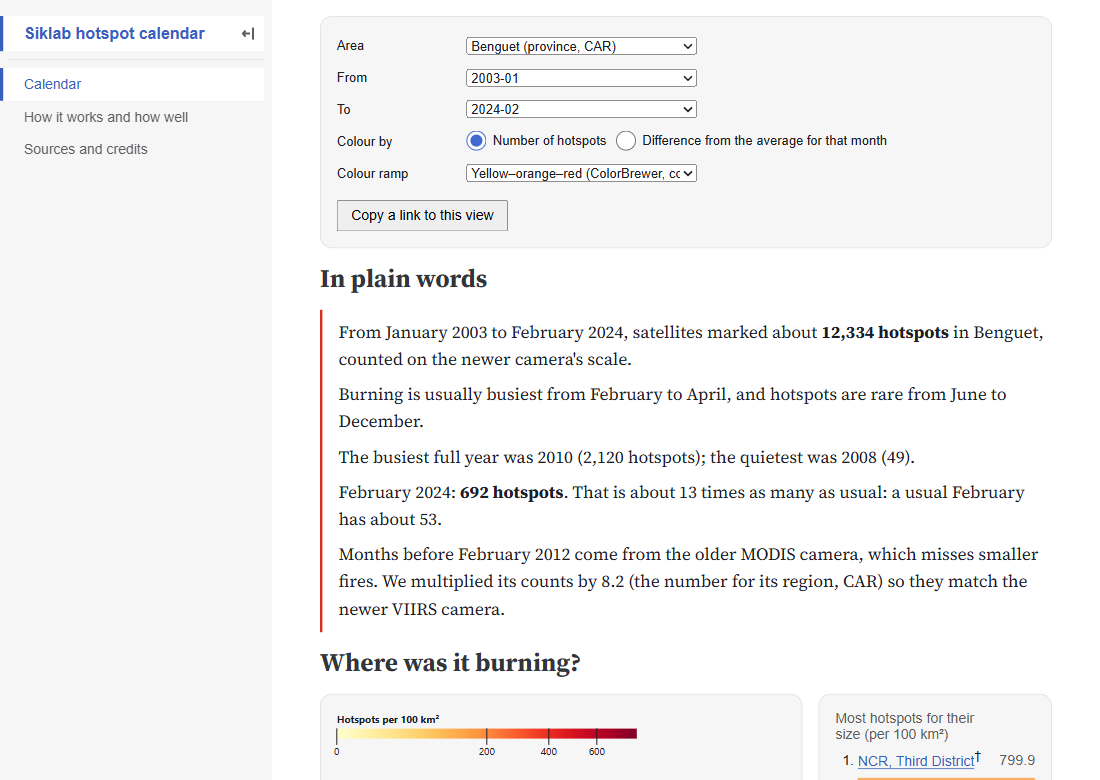 Siklab hotspot calendar
Calendar
How it works and how well
Sources and credits
Area
Benguet (province, CAR)
From
2003-01
To
2024-02
Colour by
Number of hotspots
Difference from the average for that month
Colour ramp
Yellow–orange–red (ColorBrewer, cc
Copy a link to this view
In plain words
From January 2003 to February 2024, satellites marked about 12,334 hotspots in Benguet,
counted on the newer camera's scale.
Burning is usually busiest from February to April, and hotspots are rare from June to
December.
The busiest full year was 2010 (2,120 hotspots); the quietest was 2008 (49).
February 2024: 692 hotspots. That is about 13 times as many as usual: a usual February
has about 53.
Months before February 2012 come from the older MODIS camera, which misses smaller
fires. We multiplied its counts by 8.2 (the number for its region, CAR) so they match the
newer VIIRS camera.
Where was it burning?
Hotspots per 100 km²
0 200 400 600
Most hotspots for their
size (per 100 km²)
1. NCR, Third District† 799.9